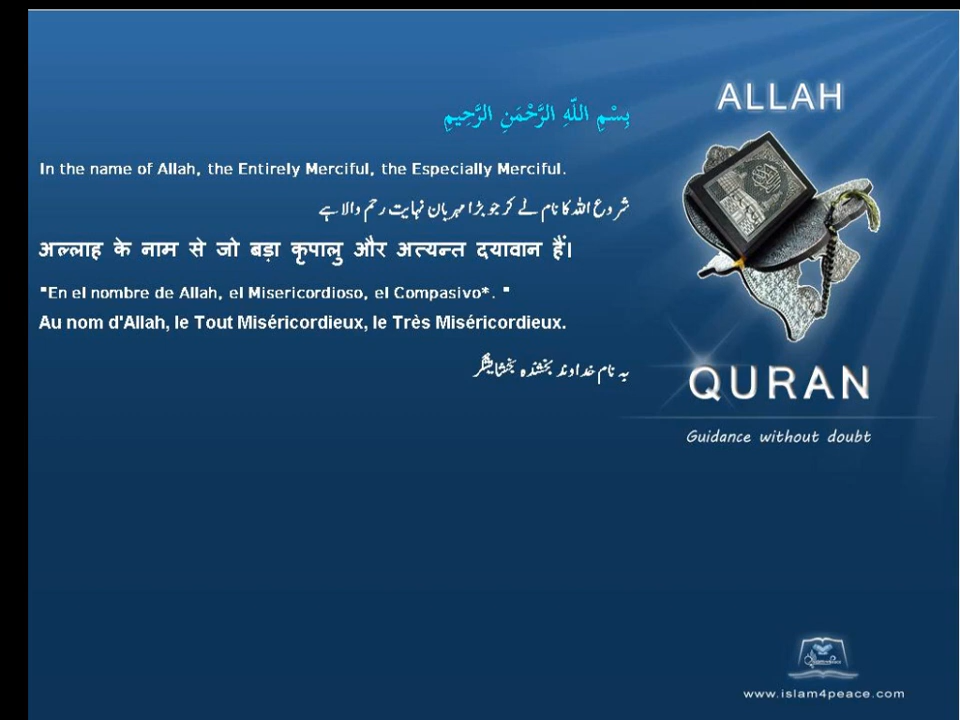 بِسْمِ اللّهِ الرَّحْمَنِ الرَّحِيمِ
In the name of Allah, the Entirely Merciful, the Especially Merciful.
شروع اللہ کا نام لے کر جو بڑا مہربان نہایت رحم والا ہے
अल्लाह के नाम से जो बड़ा कृपालु और अत्यन्त दयावान हैं।
"En el nombre de Allah, el Misericordioso, el Compasivo*. "
Au nom d'Allah, le Tout Miséricordieux, le Très Miséricordieux.
به نام خداوند بخشنده بخشایشگر
ALLAH
QURAN
Guidance without doubt
www.islam4peace.com